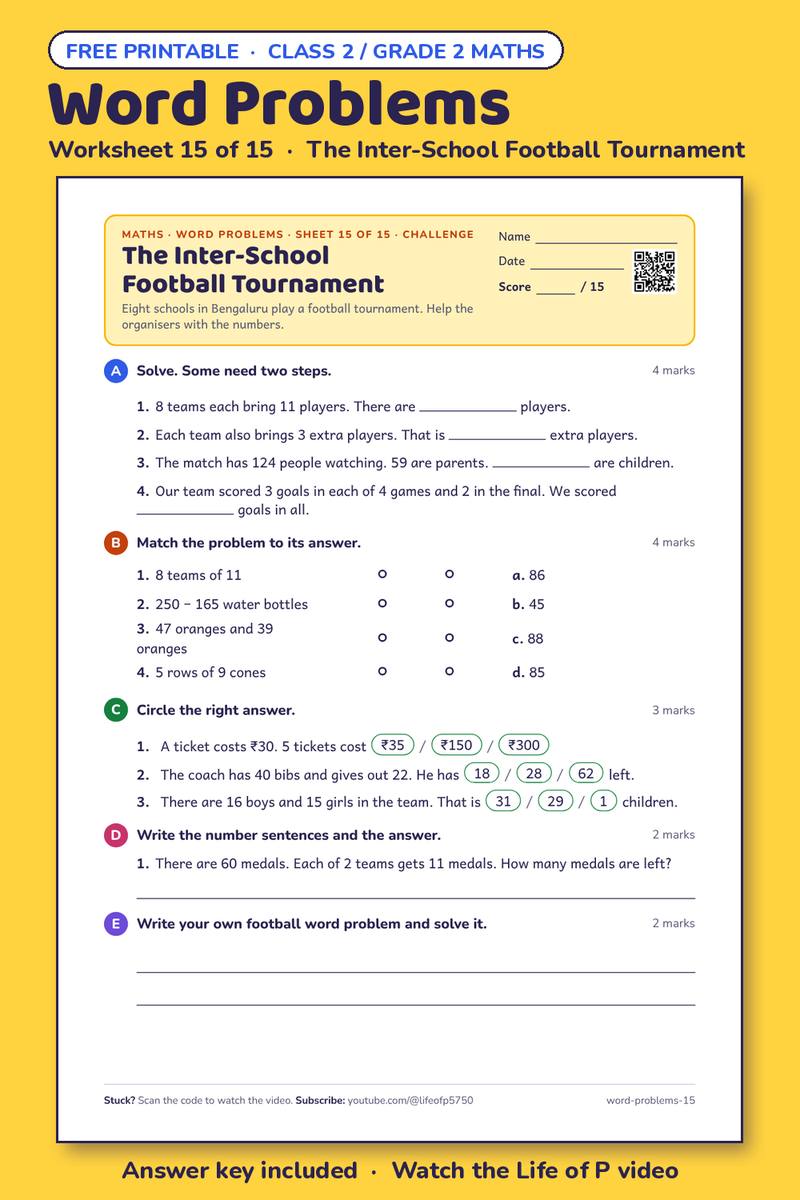 FREE PRINTABLE · CLASS 2 / GRADE 2 MATHS
Word Problems
Worksheet 15 of 15 · The Inter-School Football Tournament
MATHS · WORD PROBLEMS · SHEET 15 OF 15 · CHALLENGE
The Inter-School
Football Tournament
Eight schools in Bengaluru play a football tournament. Help the
organisers with the numbers.
Name ____________________
Date ______________
Score ______ / 15
A Solve. Some need two steps. 4 marks
1. 8 teams each bring 11 players. There are ______________ players.
2. Each team also brings 3 extra players. That is ______________ extra players.
3. The match has 124 people watching. 59 are parents. ______________ are children.
4. Our team scored 3 goals in each of 4 games and 2 in the final. We scored
______________ goals in all.
B Match the problem to its answer. 4 marks
1. 8 teams of 11 a. 86
2. 250 − 165 water bottles b. 45
3. 47 oranges and 39
oranges c. 88
4. 5 rows of 9 cones d. 85
C Circle the right answer. 3 marks
1. A ticket costs ₹30. 5 tickets cost ₹35 / ₹150 / ₹300
2. The coach has 40 bibs and gives out 22. He has 18 / 28 / 62 left.
3. There are 16 boys and 15 girls in the team. That is 31 / 29 / 1 children.
D Write the number sentences and the answer. 2 marks
1. There are 60 medals. Each of 2 teams gets 11 medals. How many medals are left?
E Write your own football word problem and solve it. 2 marks
Stuck? Scan the code to watch the video. Subscribe: youtube.com/@lifeofp5750 word-problems-15
Answer key included · Watch the Life of P video